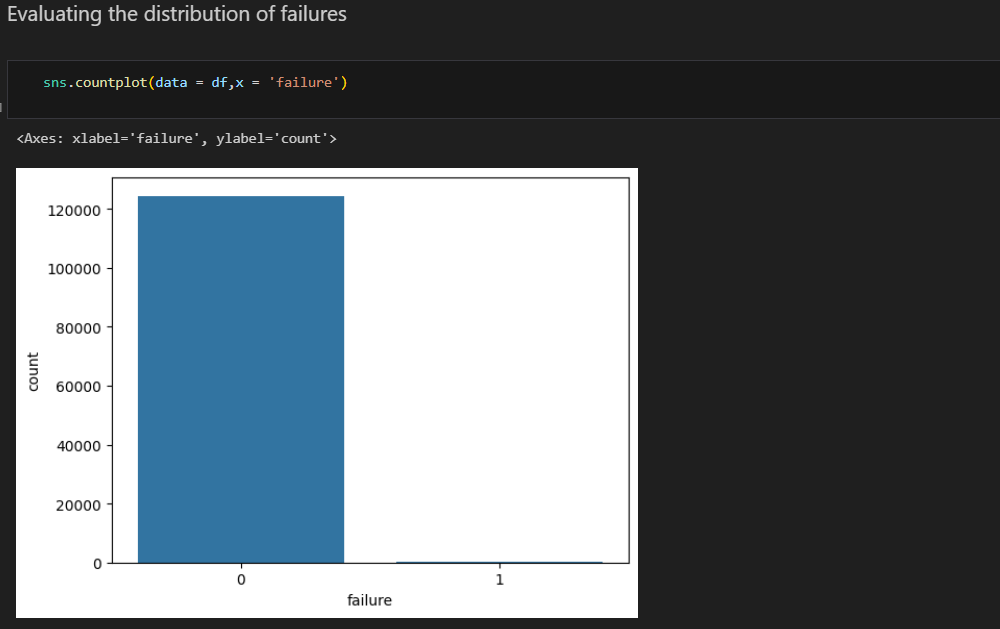 Evaluating the distribution of failures
sns.countplot(data = df,x = 'failure')
<Axes: xlabel='failure', ylabel='count'>
120000
100000
80000
60000
40000
20000
0
count
0
1
failure